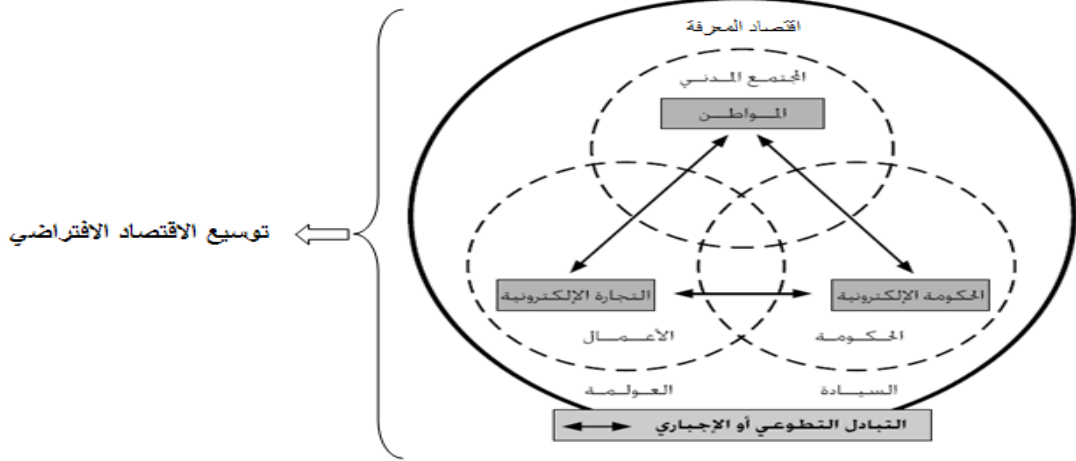 اقتصاد المعرفة
المجتمع المدني
المواطن
توسيع الاقتصاد الافتراضي
الحكومة الإلكترونية
التجارة الإلكترونية
الحكومة
الأعمال
السيادة
العولمة
التبادل التطوعي أو الإجباري